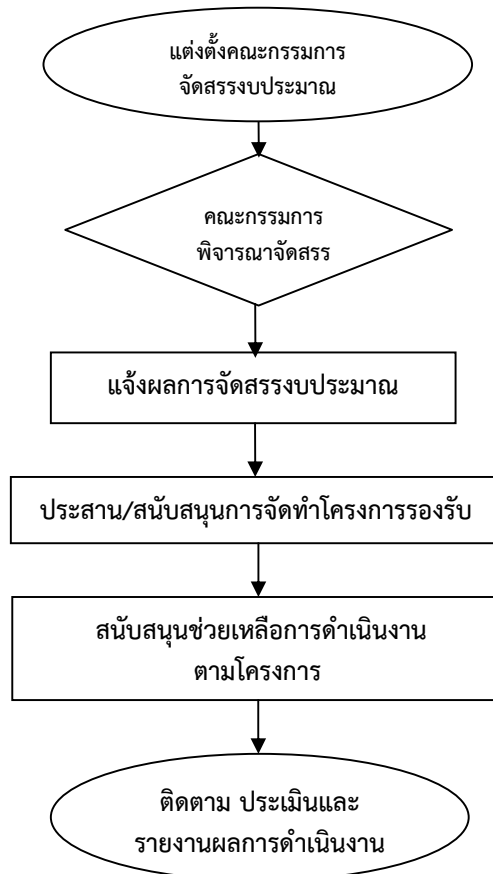 แต่งตั้งคณะกรรมการ
จัดสรรงบประมาณ
คณะกรรมการ
พิจารณาจัดสรร
แจ้งผลการจัดสรรงบประมาณ
ประสาน/สนับสนุนการจัดทำโครงการรองรับ
สนับสนุนช่วยเหลือการดำเนินงาน
ตามโครงการ
ติดตาม ประเมินและ
รายงานผลการดำเนินงาน